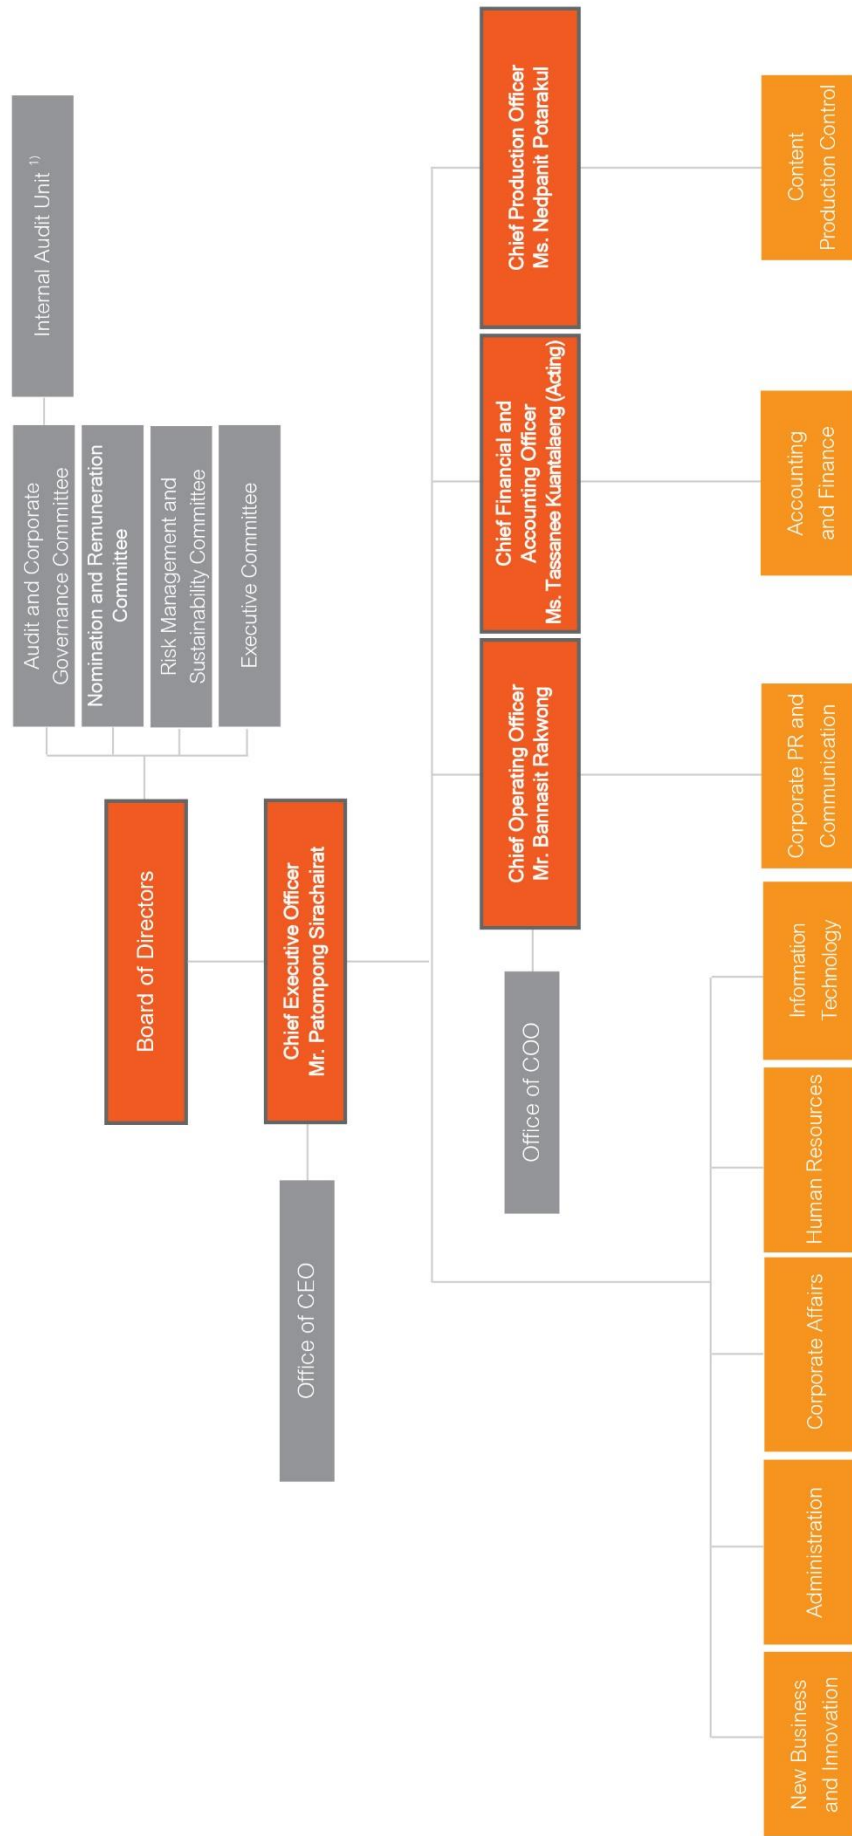 Board of Directors
Audit and Corporate
Governance Committee
Internal Audit Unit 1)
Nomination and Remuneration
Committee
Risk Management and
Sustainability Committee
Executive Committee
Chief Executive Officer
Mr. Patompong Sirachairat
Office of CEO
Chief Operating Officer
Mr. Bannasit Rakwong
Chief Financial and
Accounting Officer
Ms. Tassanee Kuantalaeng (Acting)
Chief Production Officer
Ms. Nedpanit Potarakul
Office of COO
New Business
and Innovation
Administration
Corporate Affairs
Human Resources
Information
Technology
Corporate PR and
Communication
Accounting
and Finance
Content
Production Control